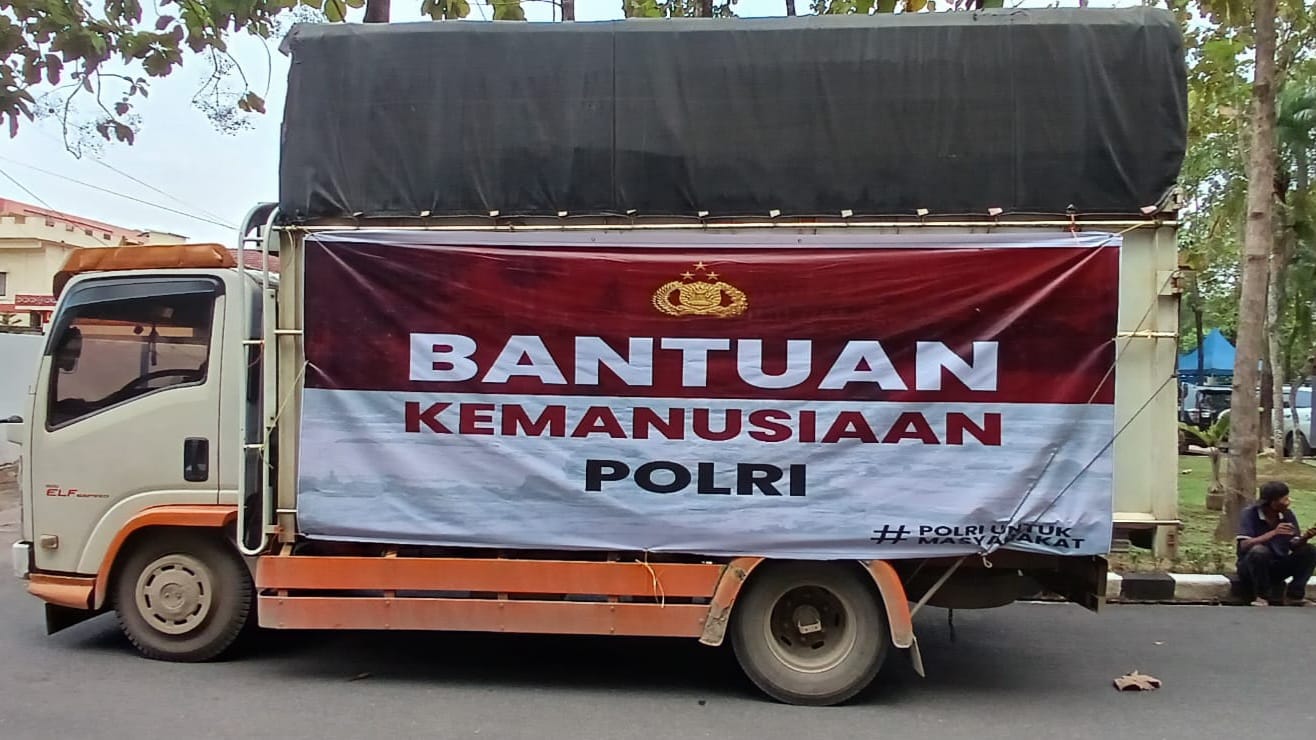 BANTUAN
KEMANUSIAAN
POLRI
# POLRI UNTUK
MASYARAKAT
ELF